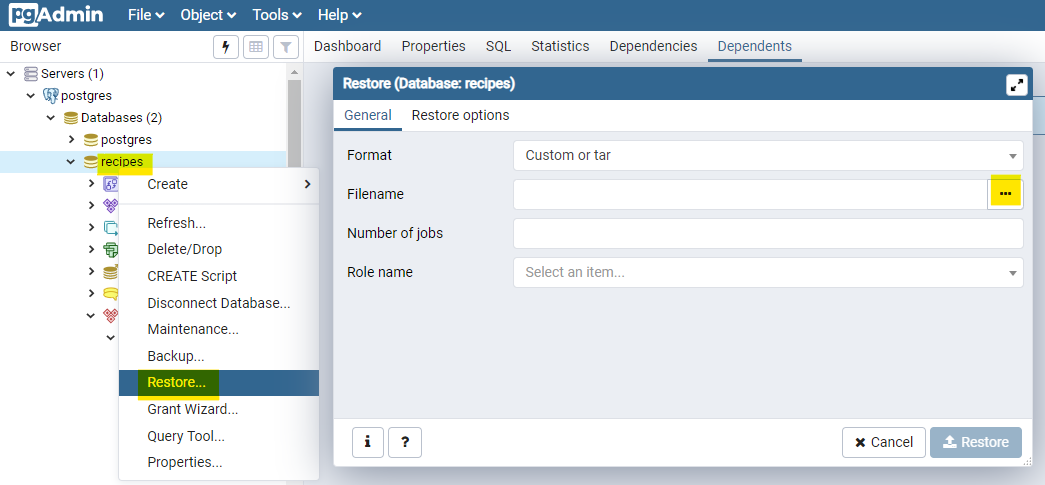 pgAdmin File Object Tools Help
Browser
Dashboard Properties SQL Statistics Dependencies Dependents
Servers (1)
postgres
Databases (2)
postgres
recipes
Create
Refresh...
Delete/Drop
CREATE Script
Disconnect Database...
Maintenance...
Backup...
Restore...
Grant Wizard...
Query Tool...
Properties...
Restore (Database: recipes)
General Restore options
Format Custom or tar
Filename ...
Number of jobs
Role name Select an item...
i ? Cancel Restore